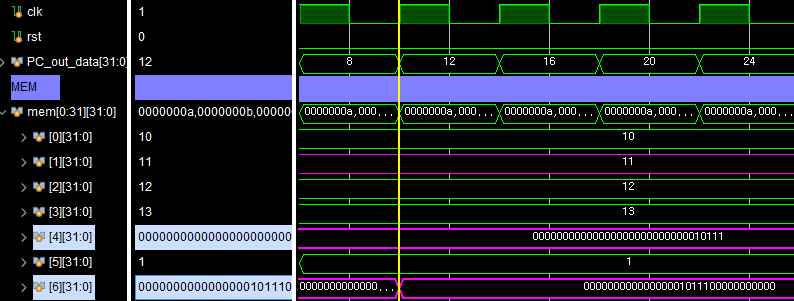 clk 1
rst 0
PC_out_data[31:0] 12 8 12 16 20 24
MEM
mem[0:31][31:0] 0000000a,0000000b,00000 0000000a,000... 0000000a,000... 0000000a,000... 0000000a,000... 0000000a,000...
[0][31:0] 10 10
[1][31:0] 11 11
[2][31:0] 12 12
[3][31:0] 13 13
[4][31:0] 0000000000000000000000 00000000000000000000000000010111
[5][31:0] 1 1
[6][31:0] 0000000000000000101110 0000000000000... 00000000000000001011100000000000